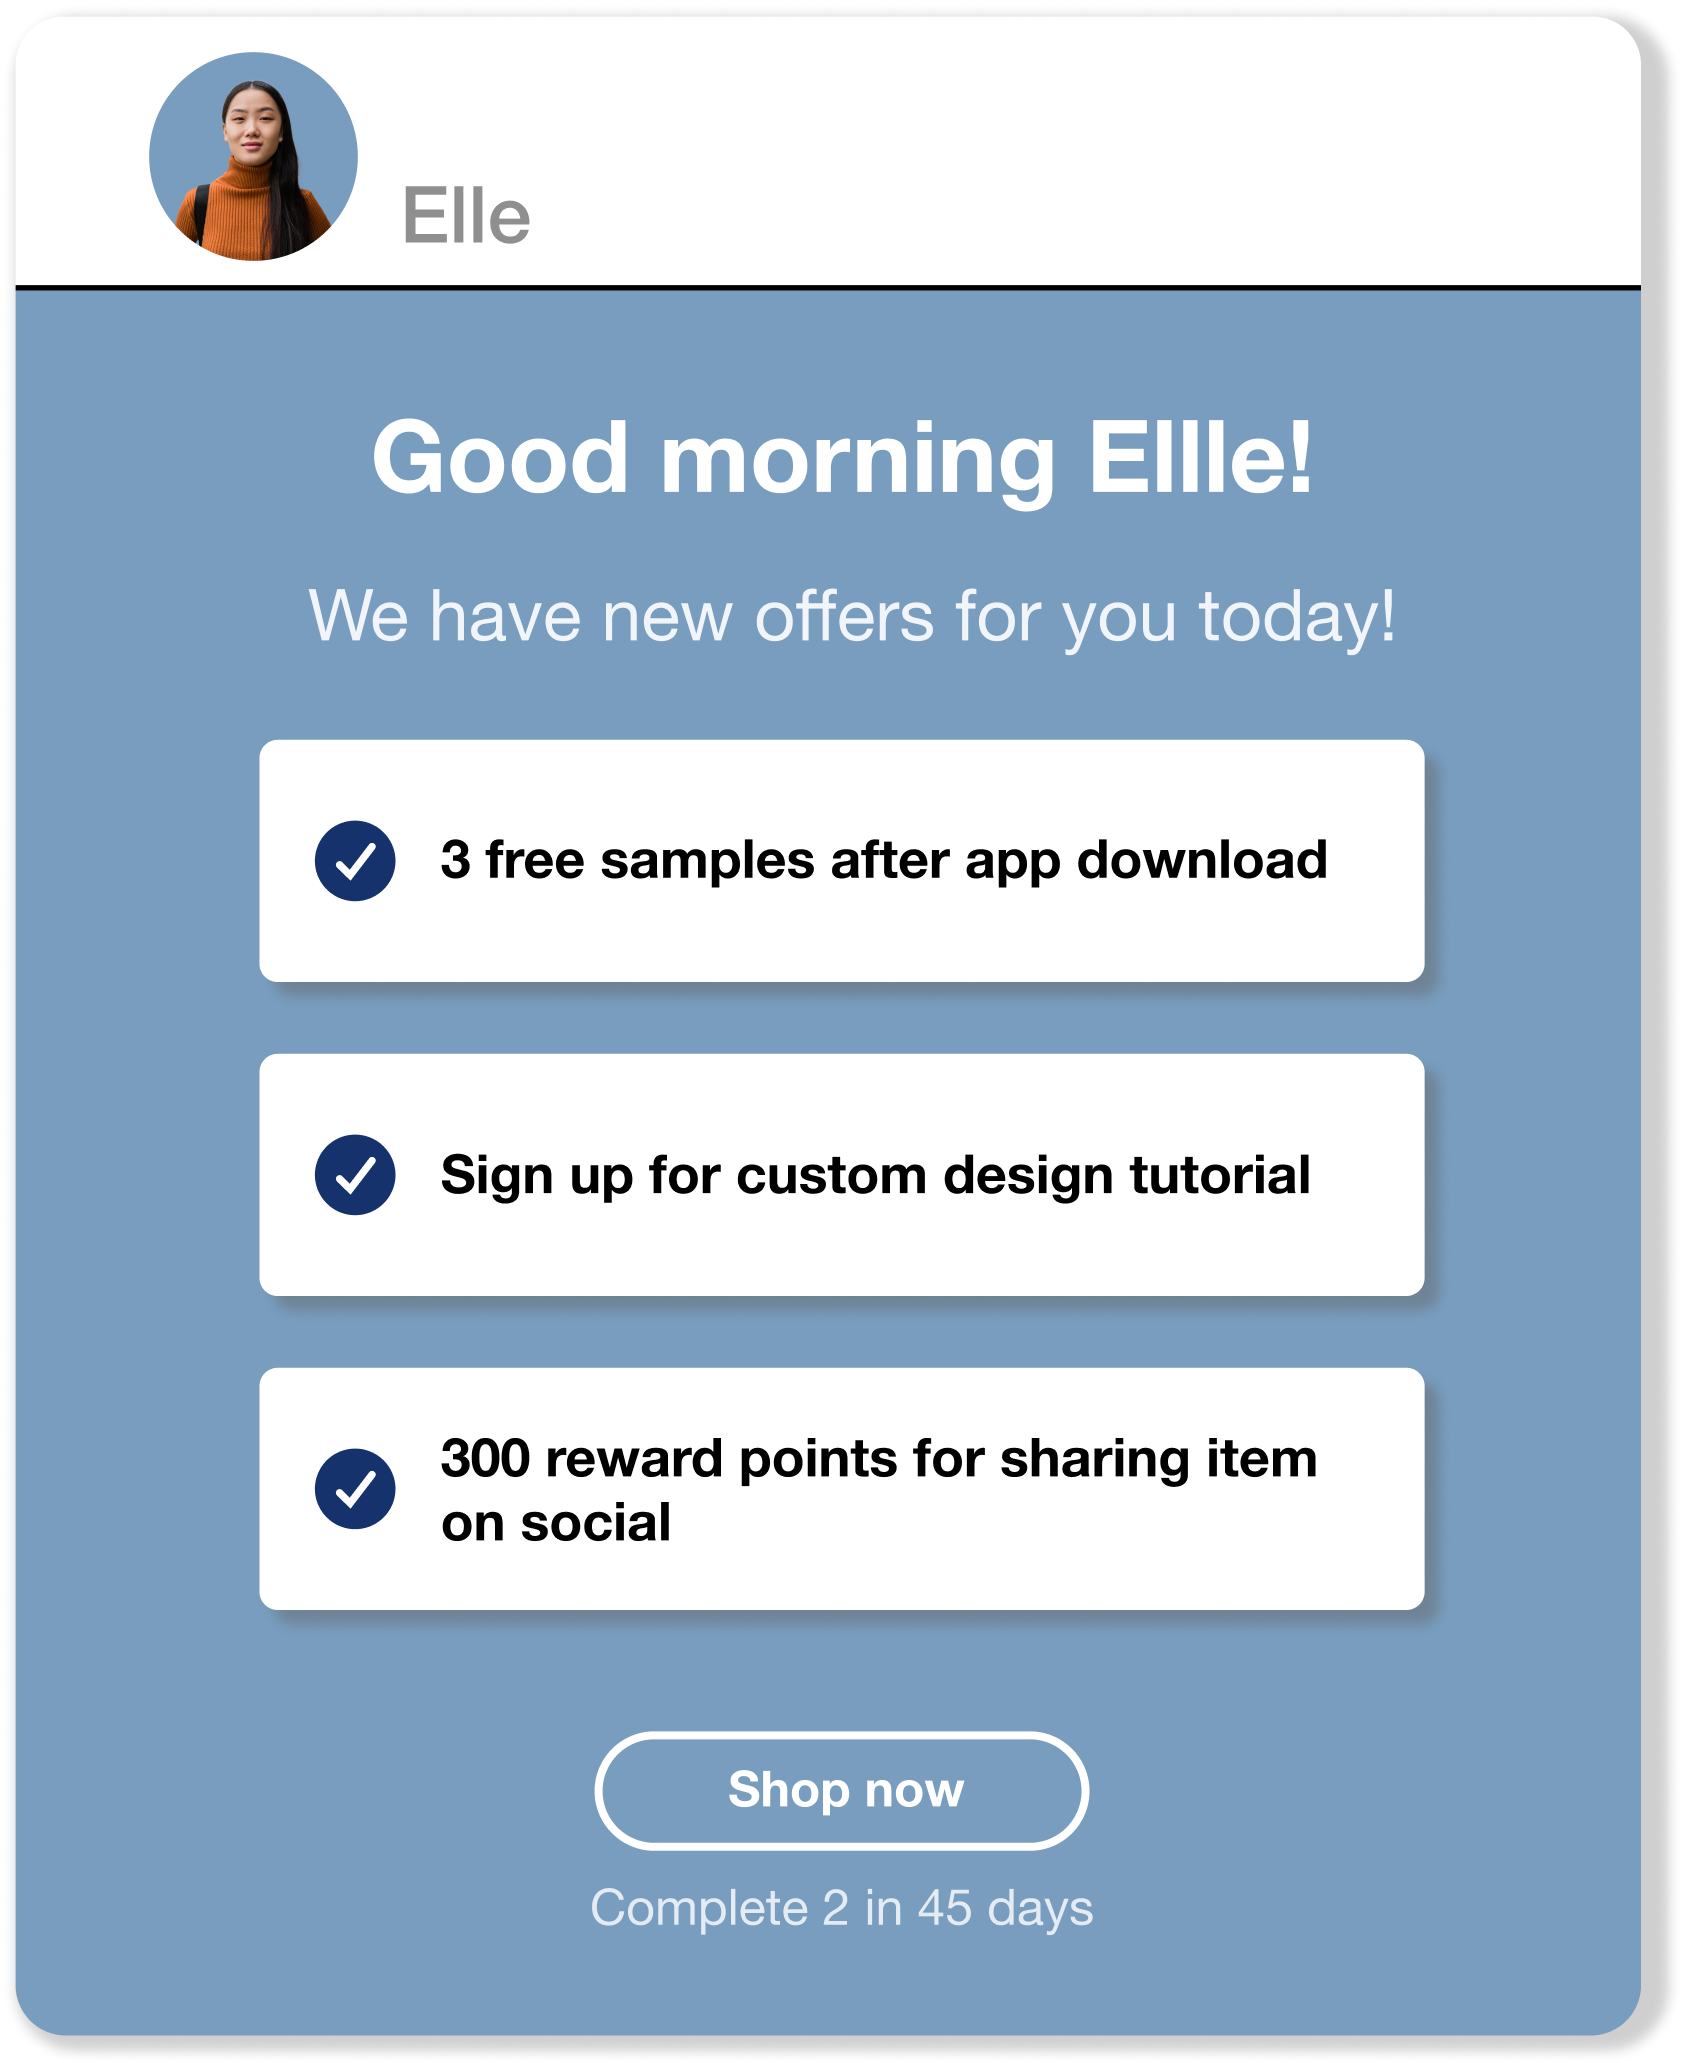 Elle
Good morning Ellle!
We have new offers for you today!
3 free samples after app download
Sign up for custom design tutorial
300 reward points for sharing item
on social
Shop now
Complete 2 in 45 days